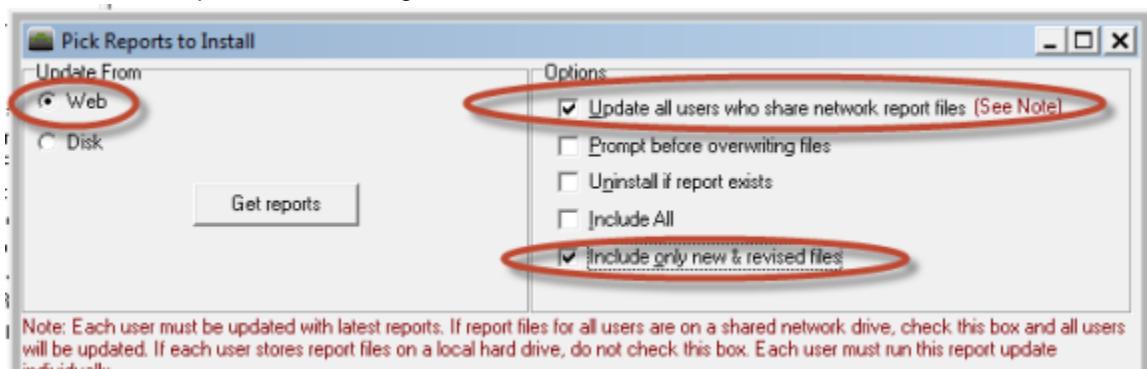 Pick Reports to Install
Update From
Web
Disk
Get reports
Options
Update all users who share network report files (See Note)
Prompt before overwriting files
Uninstall if report exists
Include All
Include only new & revised files
Note: Each user must be updated with latest reports. If report files for all users are on a shared network drive, check this box and all users
will be updated. If each user stores report files on a local hard drive, do not check this box. Each user must run this report update
individually